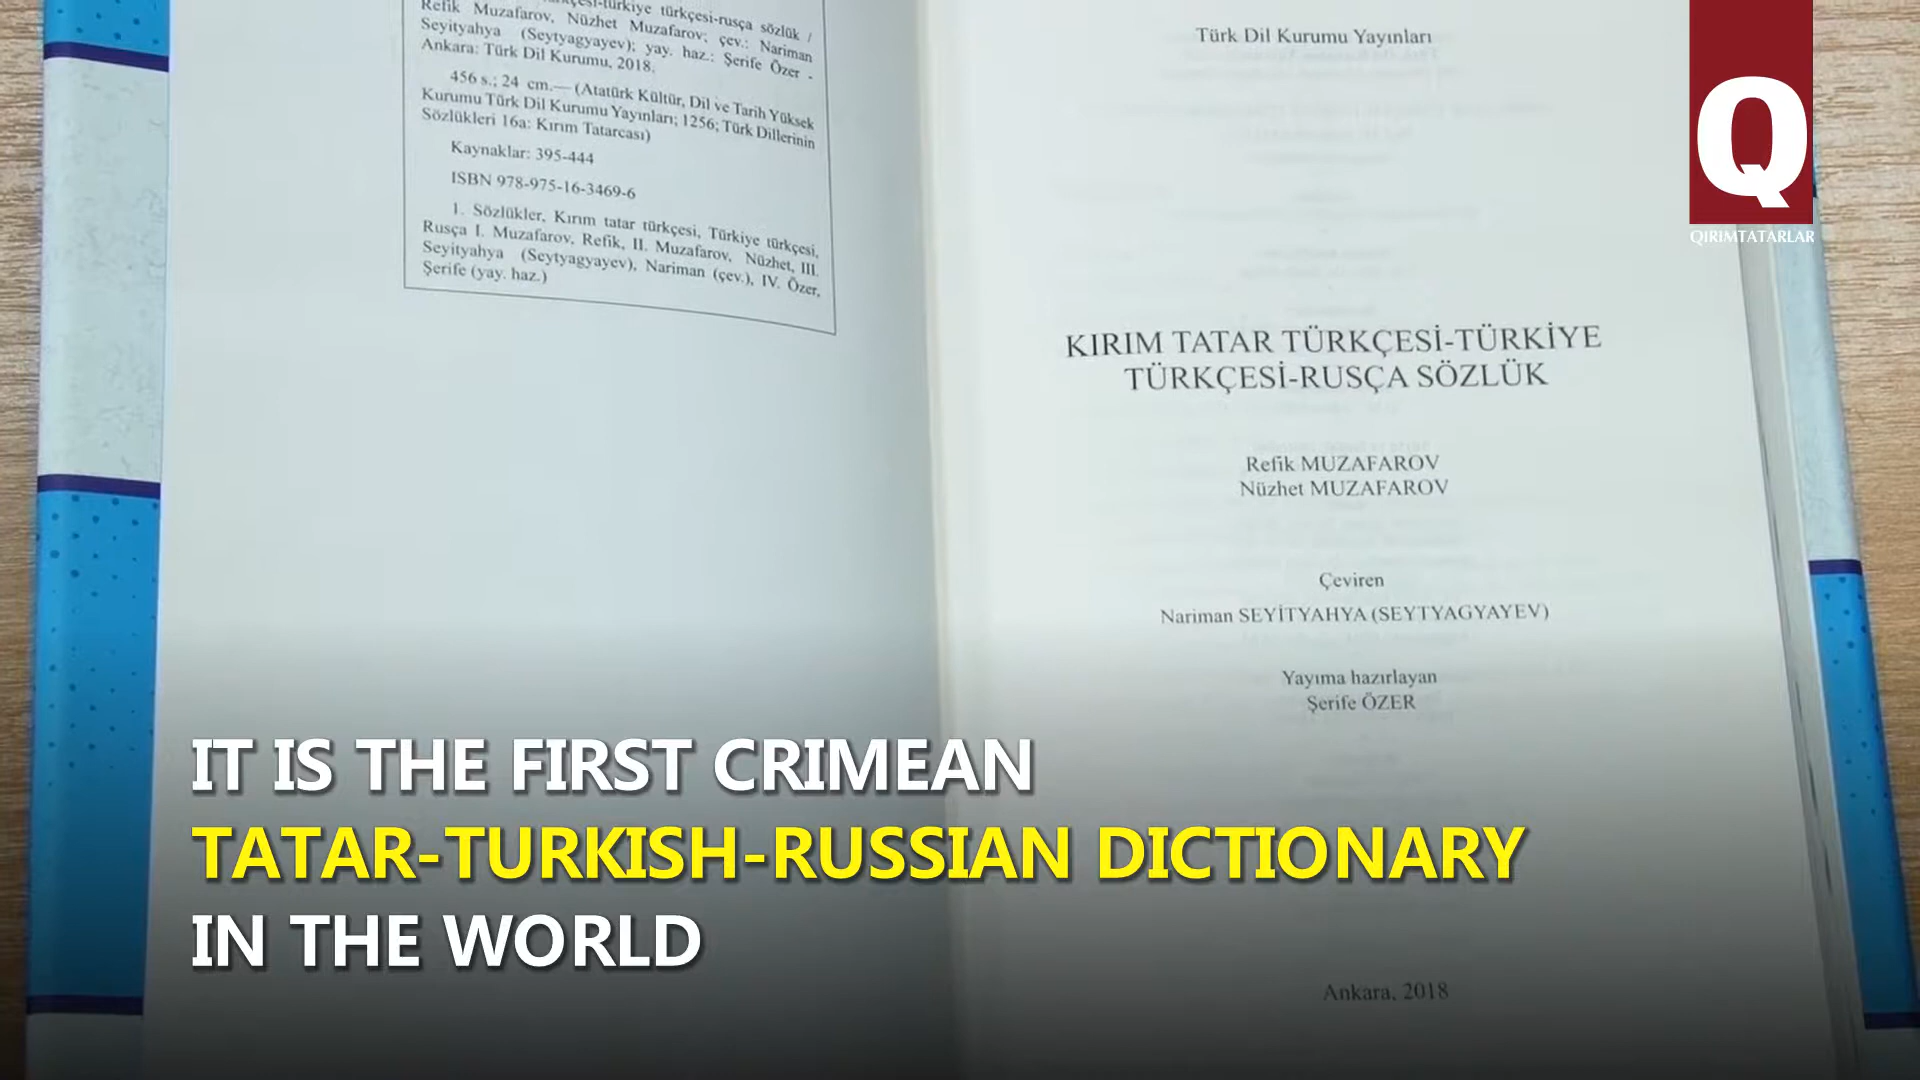 türkiye türkçesi-rusça sözlük /
Refik Muzafarov, Nüzhet Muzafarov; çev.: Nariman
Seyityahya (Seytyagyayev); yay. haz.: Şerife Özer -
Ankara: Türk Dil Kurumu, 2018.
456 s.; 24 cm.— (Atatürk Kültür, Dil ve Tarih Yüksek
Kurumu Türk Dil Kurumu Yayınları; 1256; Türk Dillerinin
Sözlükleri 16a: Kırım Tatarcası)
Kaynaklar: 395-444
ISBN 978-975-16-3469-6
1. Sözlükler, Kırım tatar türkçesi, Türkiye türkçesi,
Rusça I. Muzafarov, Refik, II. Muzafarov, Nüzhet, III.
Seyityahya (Seytyagyayev), Nariman (çev.), IV. Özer,
Şerife (yay. haz.)
Türk Dil Kurumu Yayınları
KIRIM TATAR TÜRKÇESİ-TÜRKİYE
TÜRKÇESİ-RUSÇA SÖZLÜK
Refik MUZAFAROV
Nüzhet MUZAFAROV
Çeviren
Nariman SEYİTYAHYA (SEYTYAGYAYEV)
Yayıma hazırlayan
Şerife ÖZER
Ankara, 2018
Q
QIRIMTATARLAR
IT IS THE FIRST CRIMEAN
TATAR-TURKISH-RUSSIAN DICTIONARY
IN THE WORLD